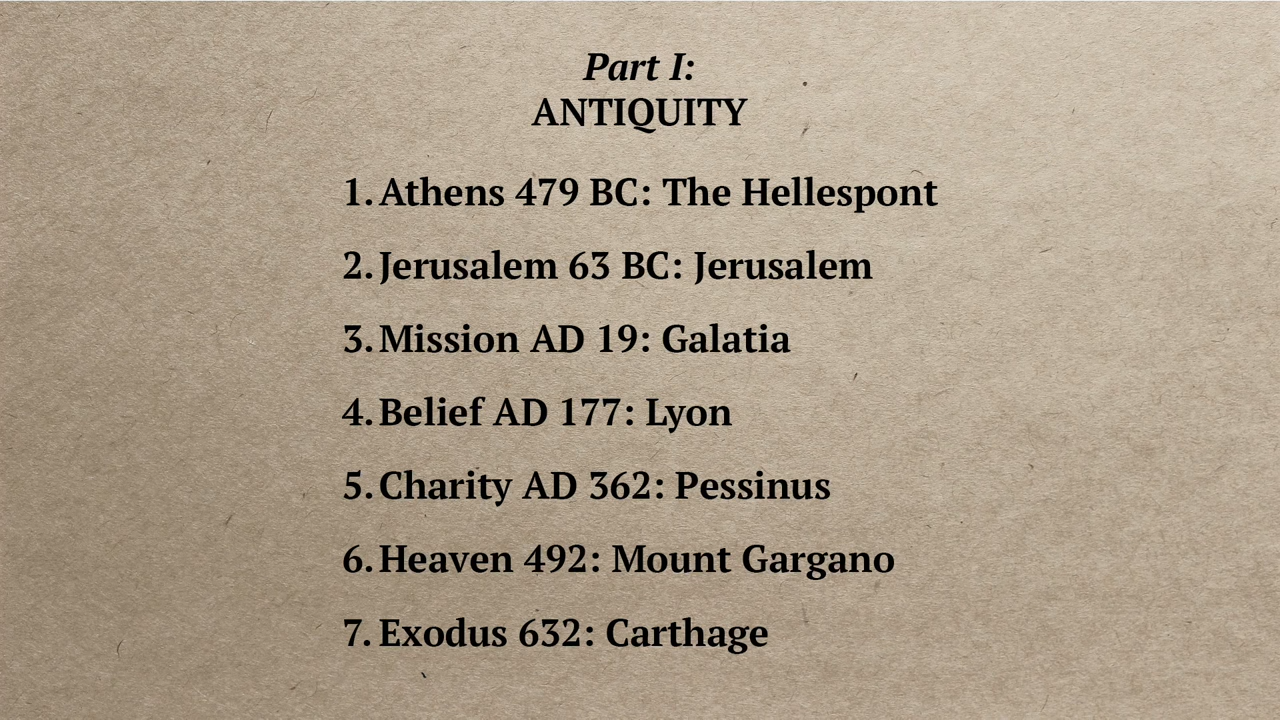 Part I:
ANTIQUITY
1. Athens 479 BC: The Hellespont
2. Jerusalem 63 BC: Jerusalem
3. Mission AD 19: Galatia
4. Belief AD 177: Lyon
5. Charity AD 362: Pessinus
6. Heaven 492: Mount Gargano
7. Exodus 632: Carthage